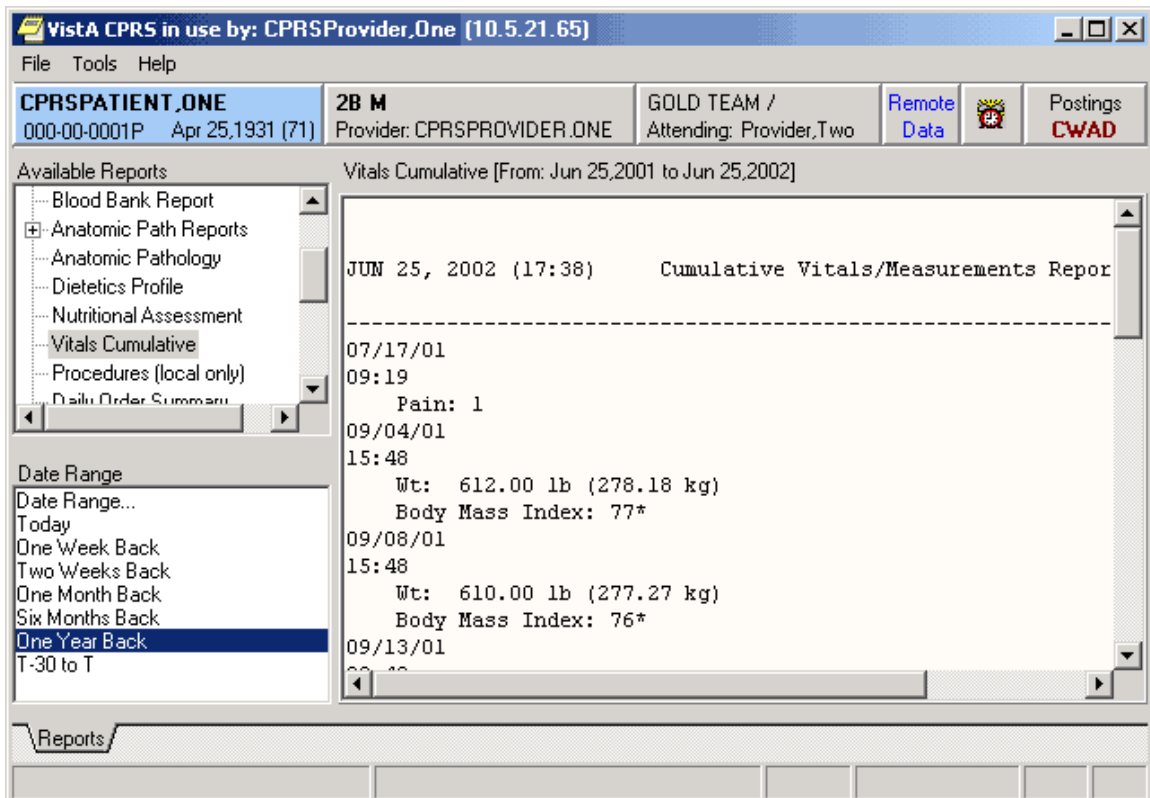 VistA CPRS in use by: CPRSProvider,One (10.5.21.65)
File Tools Help
CPRSPATIENT,ONE
000-00-0001P Apr 25,1931 (71)
2B M
Provider: CPRSPROVIDER.ONE
GOLD TEAM /
Attending: Provider,Two
Remote
Data
Postings
CWAD
Available Reports
Blood Bank Report
Anatomic Path Reports
Anatomic Pathology
Dietetics Profile
Nutritional Assessment
Vitals Cumulative
Procedures (local only)
Daily Order Summary
Date Range
Date Range...
Today
One Week Back
Two Weeks Back
One Month Back
Six Months Back
One Year Back
T-30 to T
Vitals Cumulative [From: Jun 25,2001 to Jun 25,2002]
JUN 25, 2002 (17:38) Cumulative Vitals/Measurements Repor
--------------------------------------------------------------
07/17/01
09:19
Pain: 1
09/04/01
15:48
Wt: 612.00 lb (278.18 kg)
Body Mass Index: 77*
09/08/01
15:48
Wt: 610.00 lb (277.27 kg)
Body Mass Index: 76*
09/13/01
Reports